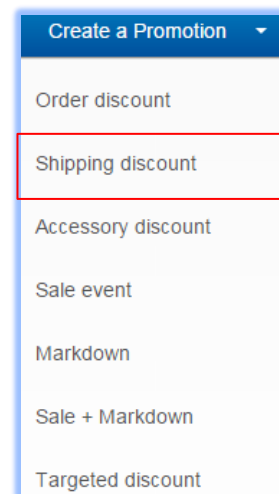 Create a Promotion
Order discount
Shipping discount
Accessory discount
Sale event
Markdown
Sale + Markdown
Targeted discount